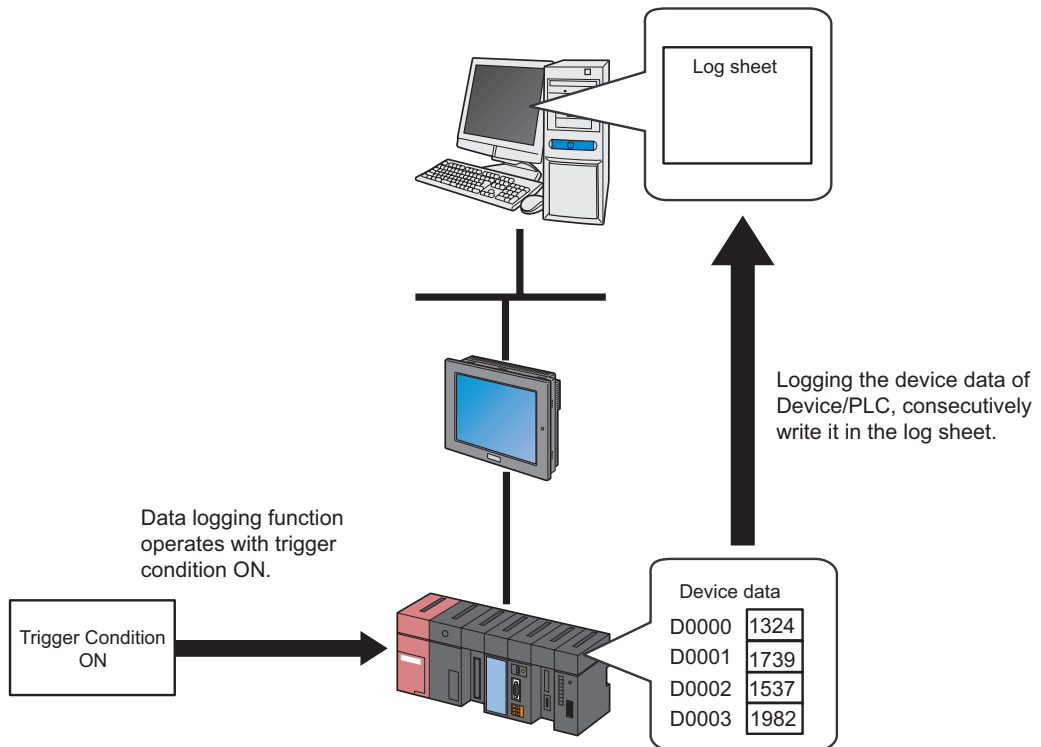 Log sheet
Logging the device data of
Device/PLC, consecutively
write it in the log sheet.
Data logging function
operates with trigger
condition ON.
Trigger Condition
ON
Device data
D0000 1324
D0001 1739
D0002 1537
D0003 1982